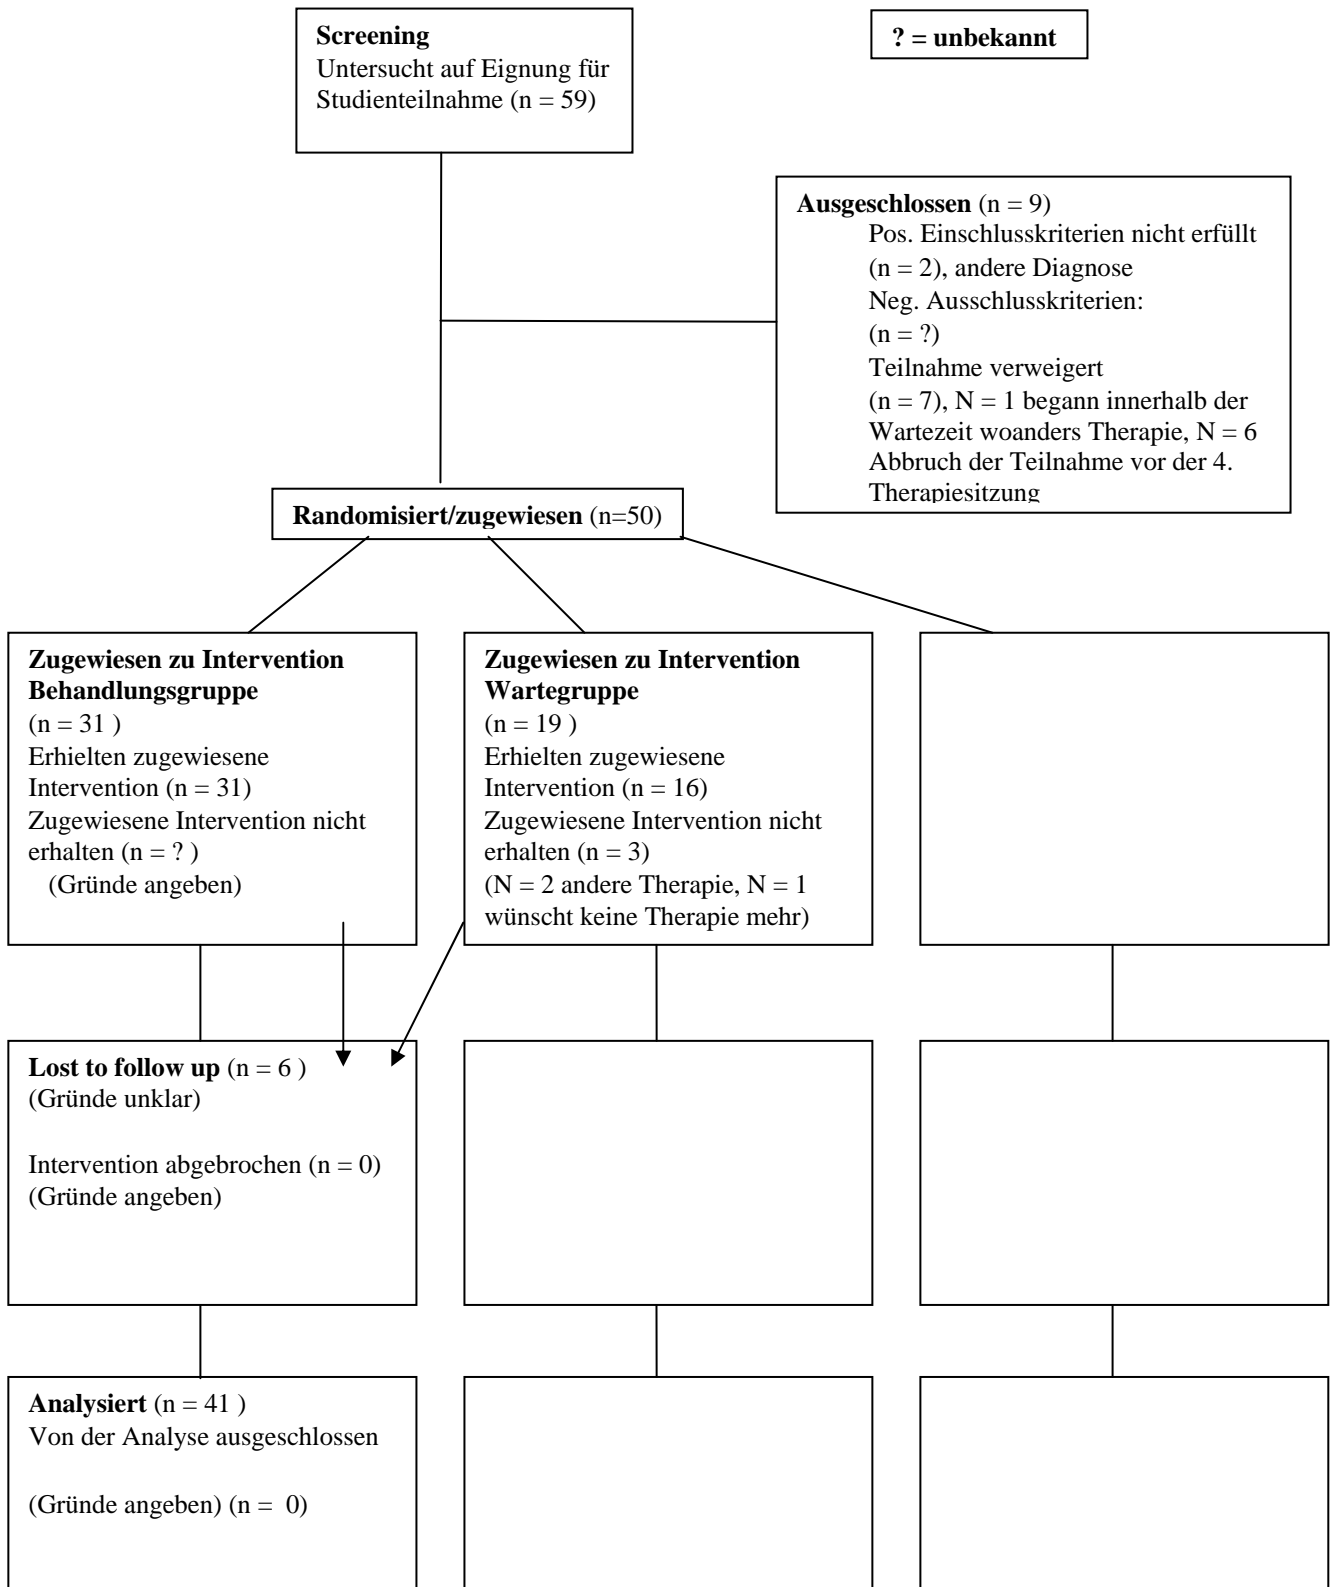 Screening
Untersucht auf Eignung für
Studienteilnahme (n = 59)
? = unbekannt
Ausgeschlossen (n = 9)
Pos. Einschlusskriterien nicht erfüllt
(n = 2), andere Diagnose
Neg. Ausschlusskriterien:
(n = ?)
Teilnahme verweigert
(n = 7), N = 1 begann innerhalb der
Wartezeit woanders Therapie, N = 6
Abbruch der Teilnahme vor der 4.
Therapiesitzung
Randomisiert/zugewiesen (n=50)
Zugewiesen zu Intervention
Behandlungsgruppe
(n = 31 )
Erhielten zugewiesene
Intervention (n = 31)
Zugewiesene Intervention nicht
erhalten (n = ? )
(Gründe angeben)
Zugewiesen zu Intervention
Wartegruppe
(n = 19 )
Erhielten zugewiesene
Intervention (n = 16)
Zugewiesene Intervention nicht
erhalten (n = 3)
(N = 2 andere Therapie, N = 1
wünscht keine Therapie mehr)
Lost to follow up (n = 6 )
(Gründe unklar)
Intervention abgebrochen (n = 0)
(Gründe angeben)
Analysiert (n = 41 )
Von der Analyse ausgeschlossen
(Gründe angeben) (n =  0)